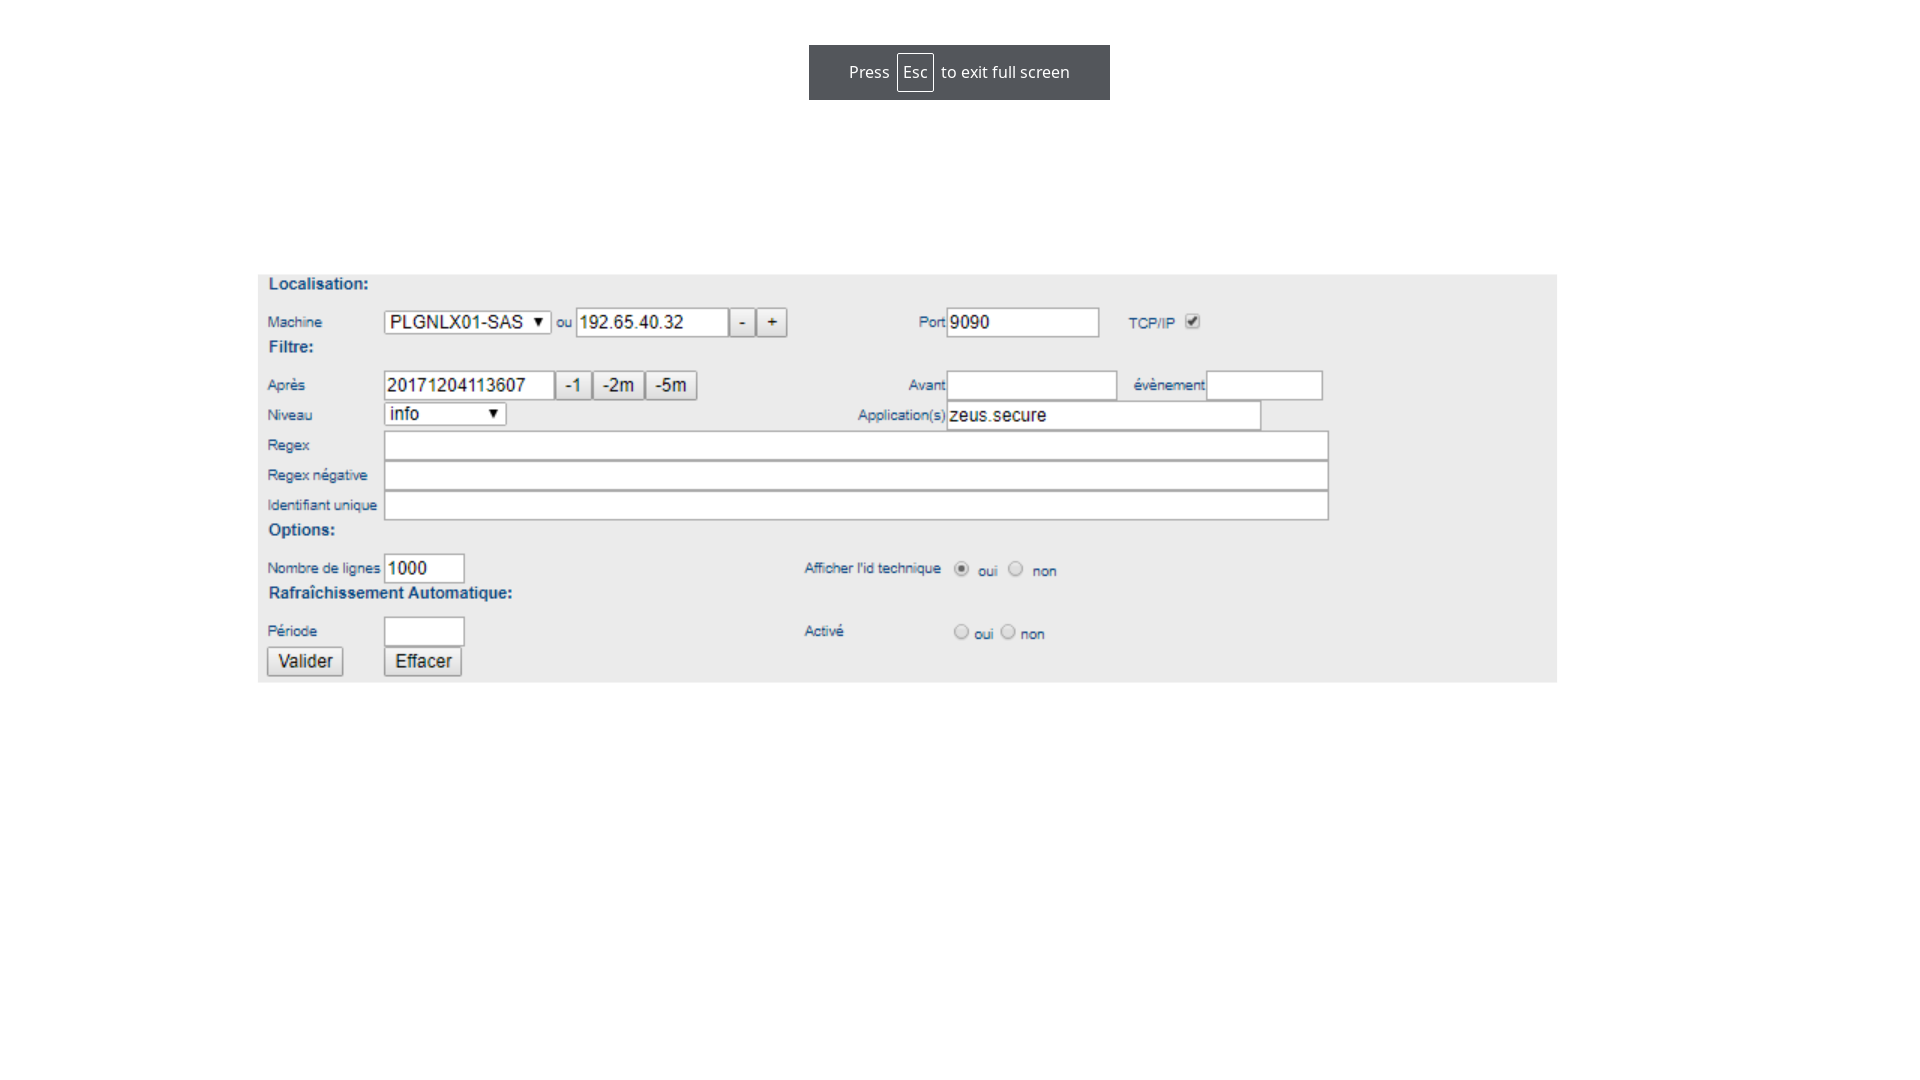 Press Esc to exit full screen
Localisation:
Machine PLGNLX01-SAS ou 192.65.40.32 - + Port 9090 TCP/IP
Filtre:
Après 20171204113607 -1 -2m -5m Avant évènement
Niveau info Application(s) zeus.secure
Regex
Regex négative
Identifiant unique
Options:
Nombre de lignes 1000 Afficher l'id technique oui non
Rafraîchissement Automatique:
Période Activé oui non
Valider Effacer